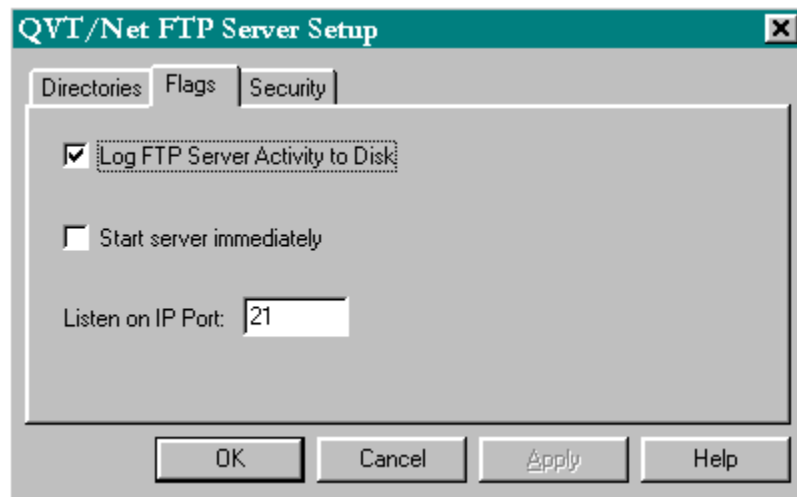 QVT/Net FTP Server Setup
Directories Flags Security
Log FTP Server Activity to Disk
Start server immediately
Listen on IP Port: 21
OK Cancel Apply Help